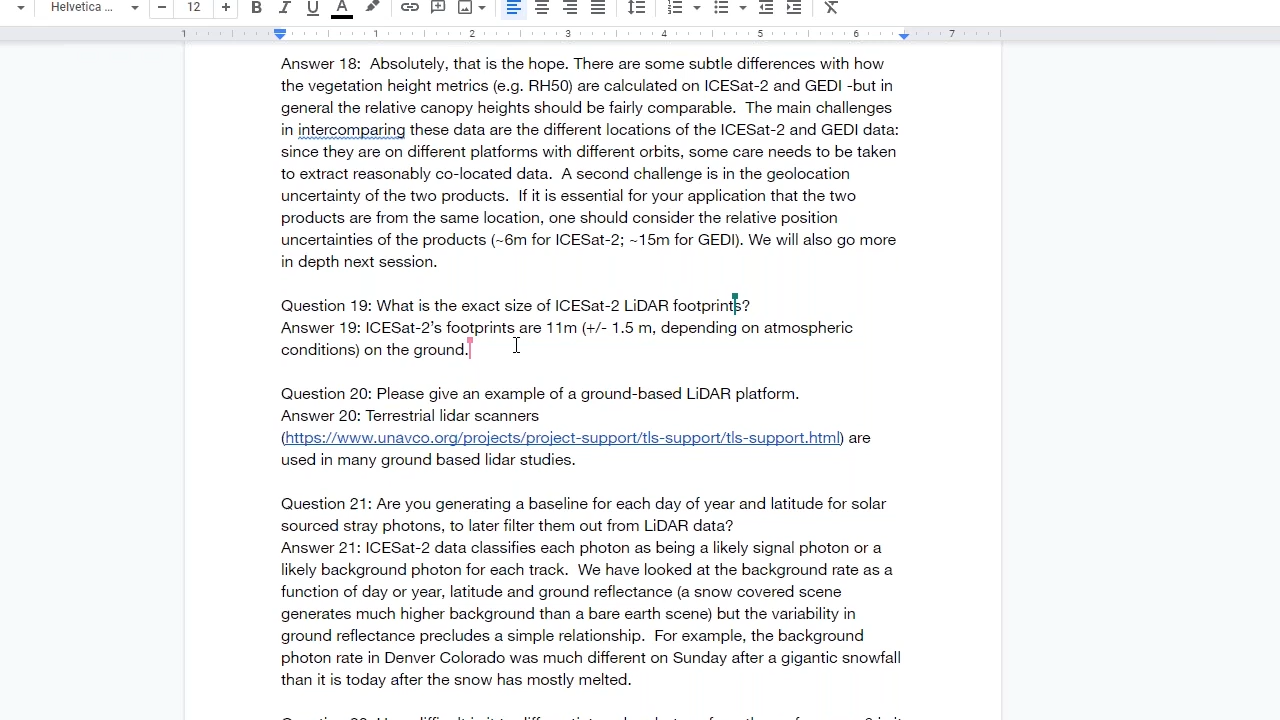 Helvetica ...
12
B I U A
1 1 2 3 4 5 6 7
Answer 18:  Absolutely, that is the hope. There are some subtle differences with how
the vegetation height metrics (e.g. RH50) are calculated on ICESat-2 and GEDI -but in
general the relative canopy heights should be fairly comparable.  The main challenges
in intercomparing these data are the different locations of the ICESat-2 and GEDI data:
since they are on different platforms with different orbits, some care needs to be taken
to extract reasonably co-located data.  A second challenge is in the geolocation
uncertainty of the two products.  If it is essential for your application that the two
products are from the same location, one should consider the relative position
uncertainties of the products (~6m for ICESat-2; ~15m for GEDI). We will also go more
in depth next session.
Question 19: What is the exact size of ICESat-2 LiDAR footprints?
Answer 19: ICESat-2's footprints are 11m (+/- 1.5 m, depending on atmospheric
conditions) on the ground.
Question 20: Please give an example of a ground-based LiDAR platform.
Answer 20: Terrestrial lidar scanners
(https://www.unavco.org/projects/project-support/tls-support/tls-support.html) are
used in many ground based lidar studies.
Question 21: Are you generating a baseline for each day of year and latitude for solar
sourced stray photons, to later filter them out from LiDAR data?
Answer 21: ICESat-2 data classifies each photon as being a likely signal photon or a
likely background photon for each track.  We have looked at the background rate as a
function of day or year, latitude and ground reflectance (a snow covered scene
generates much higher background than a bare earth scene) but the variability in
ground reflectance precludes a simple relationship.  For example, the background
photon rate in Denver Colorado was much different on Sunday after a gigantic snowfall
than it is today after the snow has mostly melted.